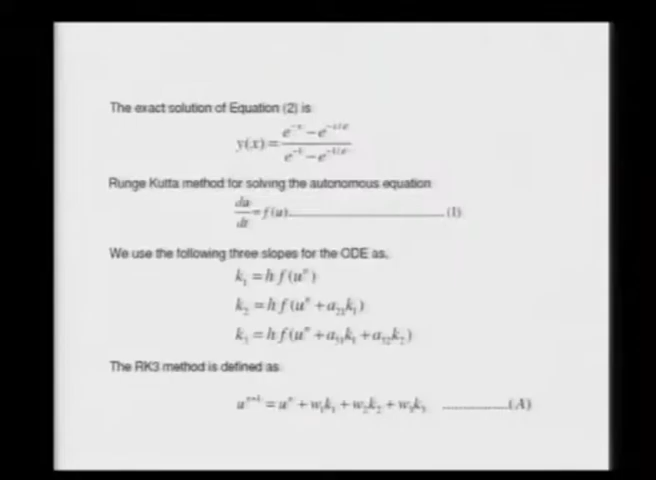 The exact solution of Equation (2) is
y(x) = (e^{-x} − e^{-x/ε}) / (e^{-1} − e^{-1/ε})
Runge Kutta method for solving the autonomous equation
du/dt = f(u)..............................(1)
We use the following three slopes for the ODE as,
k₁ = h f(uⁿ)
k₂ = h f(uⁿ + a₂₁k₁)
k₃ = h f(uⁿ + a₃₁k₁ + a₃₂k₂)
The RK3 method is defined as
uⁿ⁺¹ = uⁿ + w₁k₁ + w₂k₂ + w₃k₃ ..................(A)